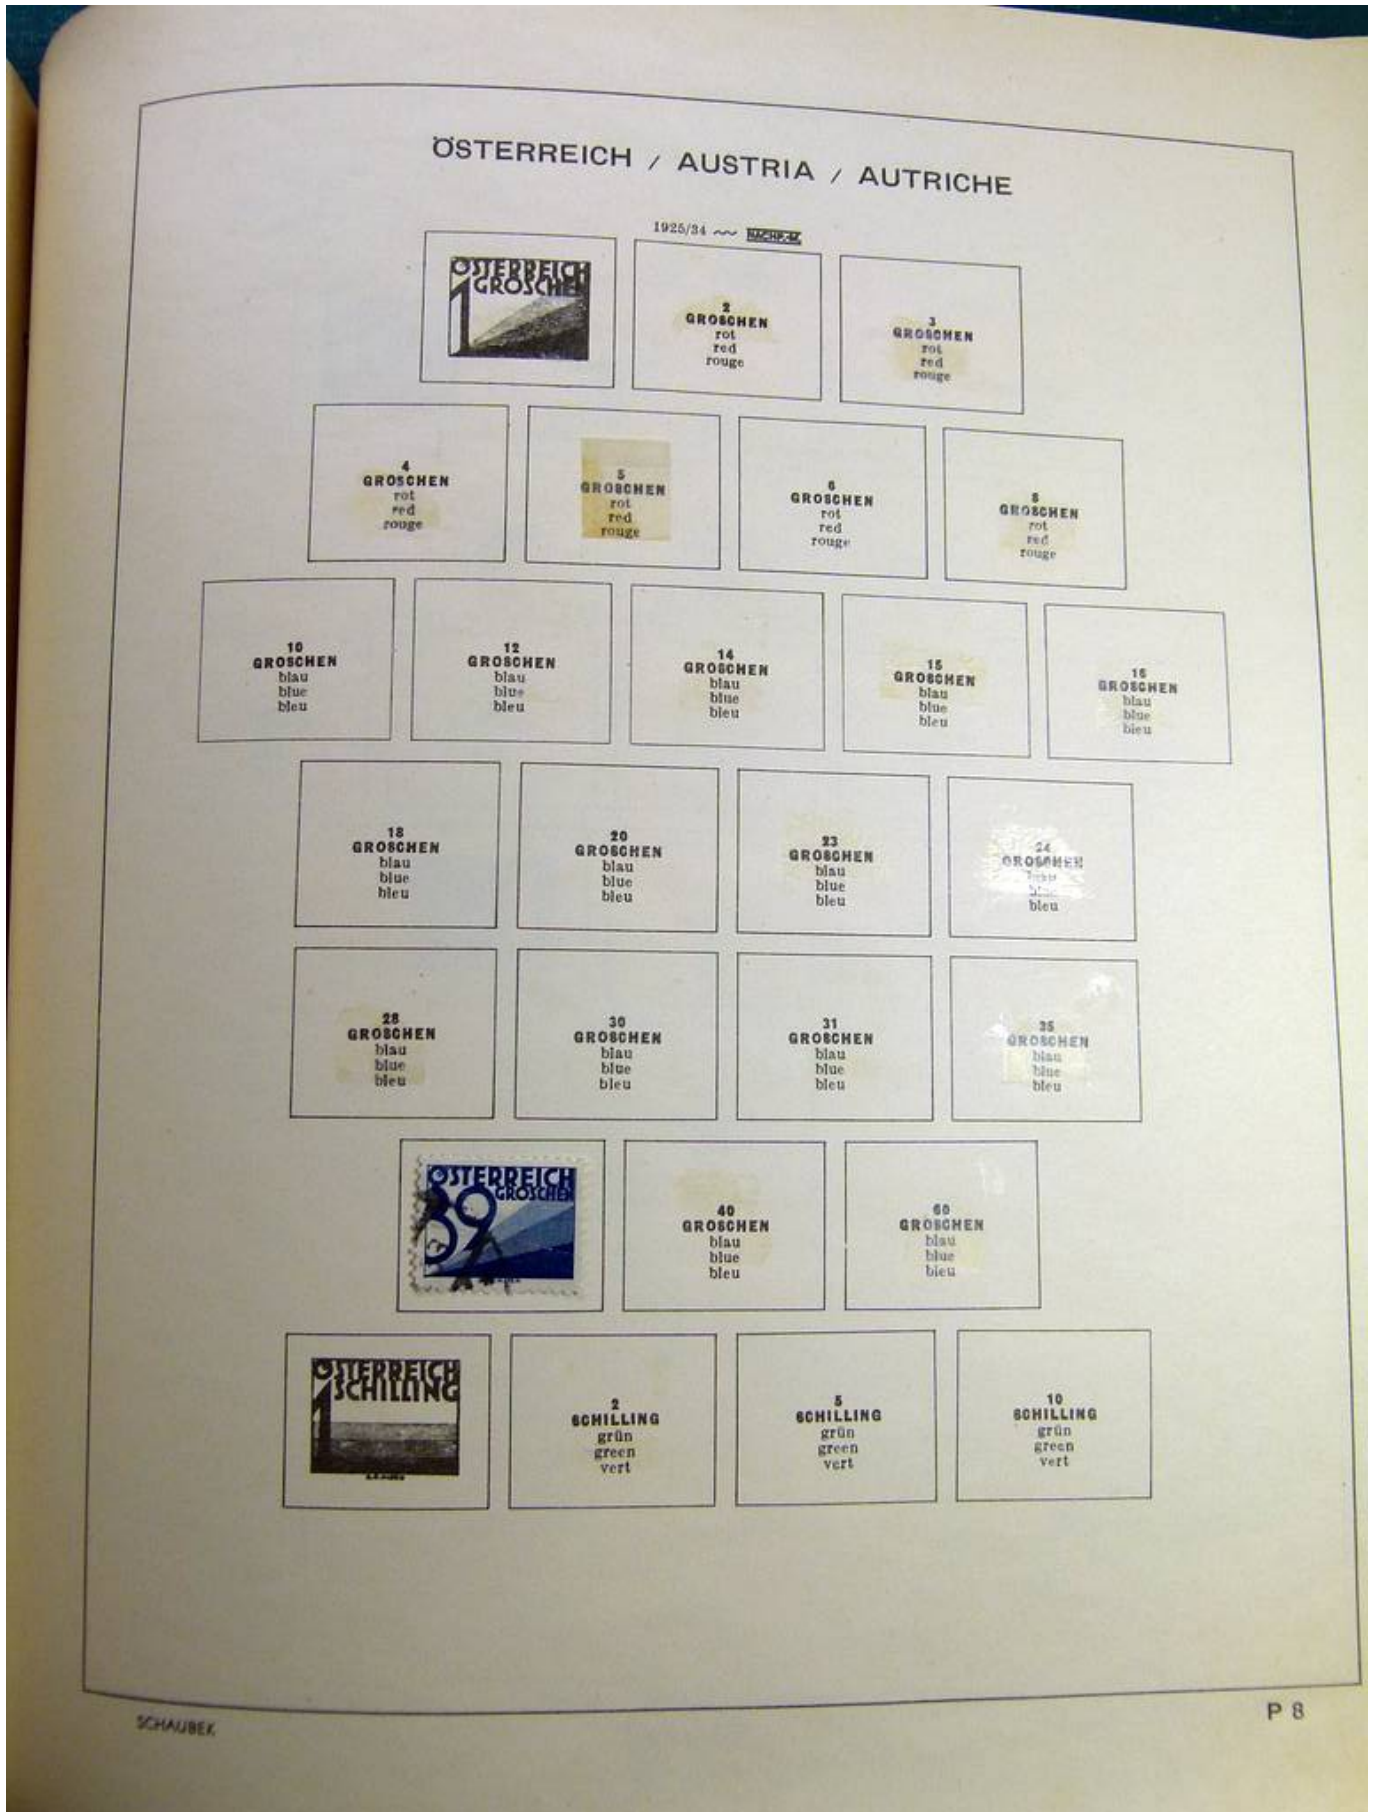 ÖSTERREICH / AUSTRIA / AUTRICHE
1925/34 NACHP.-M.
ÖSTERREICH
GROSCHEN
1
2
GROSCHEN
rot
red
rouge
3
GROSCHEN
rot
red
rouge
4
GROSCHEN
rot
red
rouge
5
GROSCHEN
rot
red
rouge
6
GROSCHEN
rot
red
rouge
8
GROSCHEN
rot
red
rouge
10
GROSCHEN
blau
blue
bleu
12
GROSCHEN
blau
blue
bleu
14
GROSCHEN
blau
blue
bleu
15
GROSCHEN
blau
blue
bleu
16
GROSCHEN
blau
blue
bleu
18
GROSCHEN
blau
blue
bleu
20
GROSCHEN
blau
blue
bleu
23
GROSCHEN
blau
blue
bleu
24
GROSCHEN
bleu
28
GROSCHEN
blau
blue
bleu
30
GROSCHEN
blau
blue
bleu
31
GROSCHEN
blau
blue
bleu
35
GROSCHEN
blau
blue
bleu
ÖSTERREICH
GROSCHEN
39
40
GROSCHEN
blau
blue
bleu
60
GROSCHEN
blau
blue
bleu
ÖSTERREICH
SCHILLING
1
2
SCHILLING
grün
green
vert
5
SCHILLING
grün
green
vert
10
SCHILLING
grün
green
vert
SCHAUBEK
P 8